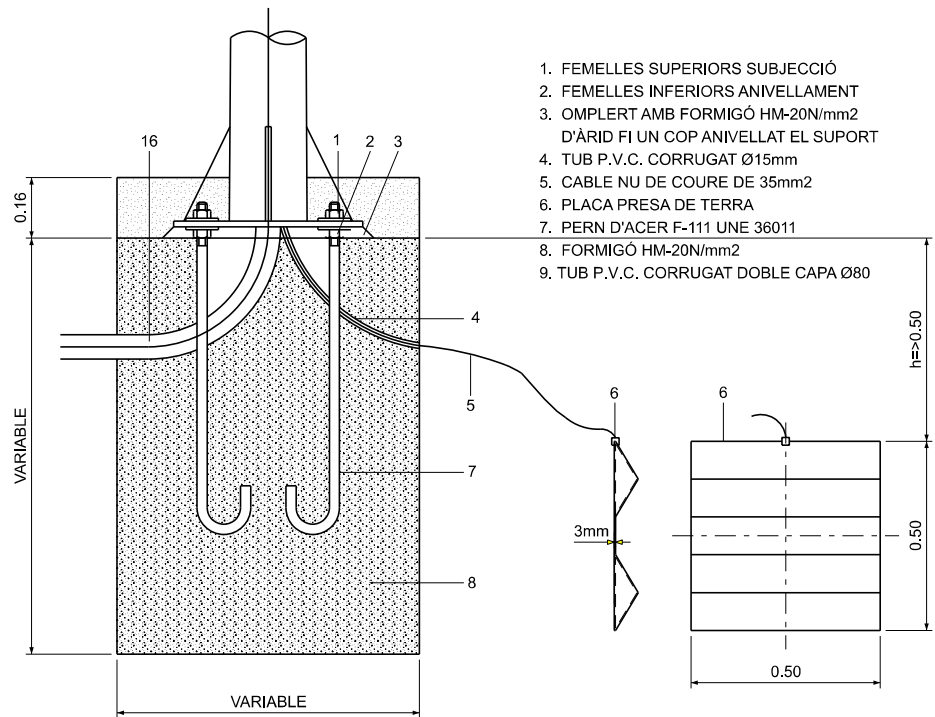 1. FEMELLES SUPERIORS SUBJECCIÓ
2. FEMELLES INFERIORS ANIVELLAMENT
3. OMPLERT AMB FORMIGÓ HM-20N/mm2
D'ÀRID FI UN COP ANIVELLAT EL SUPORT
4. TUB P.V.C. CORRUGAT Ø15mm
5. CABLE NU DE COURE DE 35mm2
6. PLACA PRESA DE TERRA
7. PERN D'ACER F-111 UNE 36011
8. FORMIGÓ HM-20N/mm2
9. TUB P.V.C. CORRUGAT DOBLE CAPA Ø80
16
1
2
3
0.16
4
5
h=>0.50
6
6
VARIABLE
7
3mm
0.50
8
0.50
VARIABLE